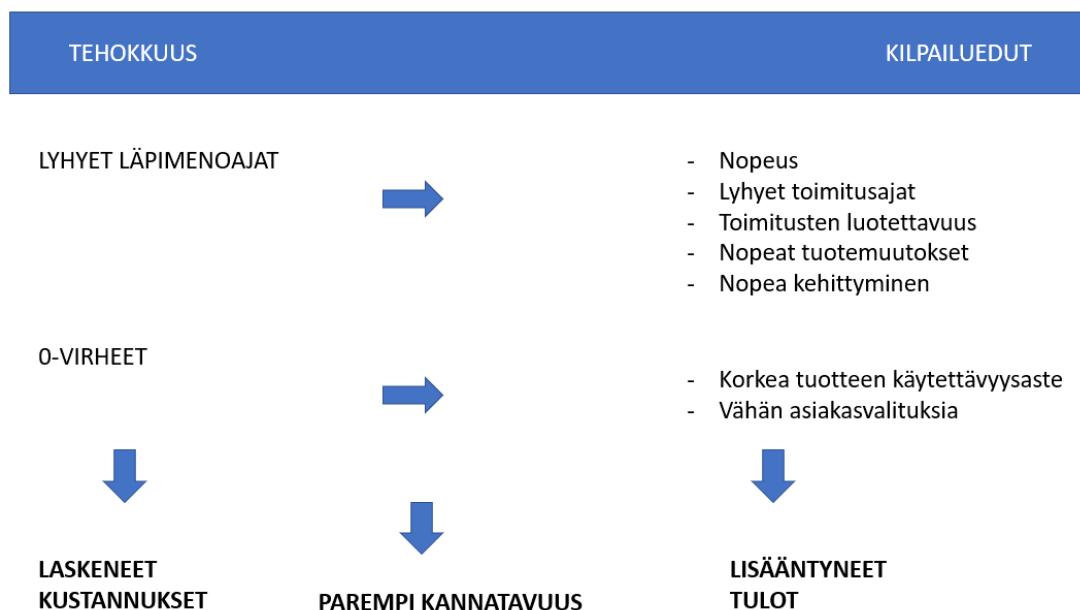 TEHOKKUUS
KILPAILUEDUT
LYHYET LÄPIMENOAJAT
- Nopeus
- Lyhyet toimitusajat
- Toimitusten luotettavuus
- Nopeat tuotemuutokset
- Nopea kehittyminen
0-VIRHEET
- Korkea tuotteen käytettävyysaste
- Vähän asiakasvalituksia
LASKENEET
KUSTANNUKSET
PAREMPI KANNATAVUUS
LISÄÄNTYNEET
TULOT